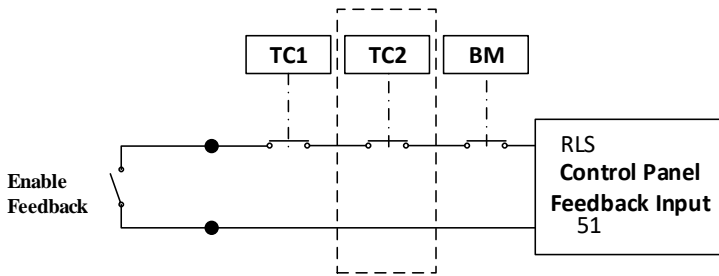 TC1
TC2
BM
Enable
Feedback
RLS
Control Panel
Feedback Input
51